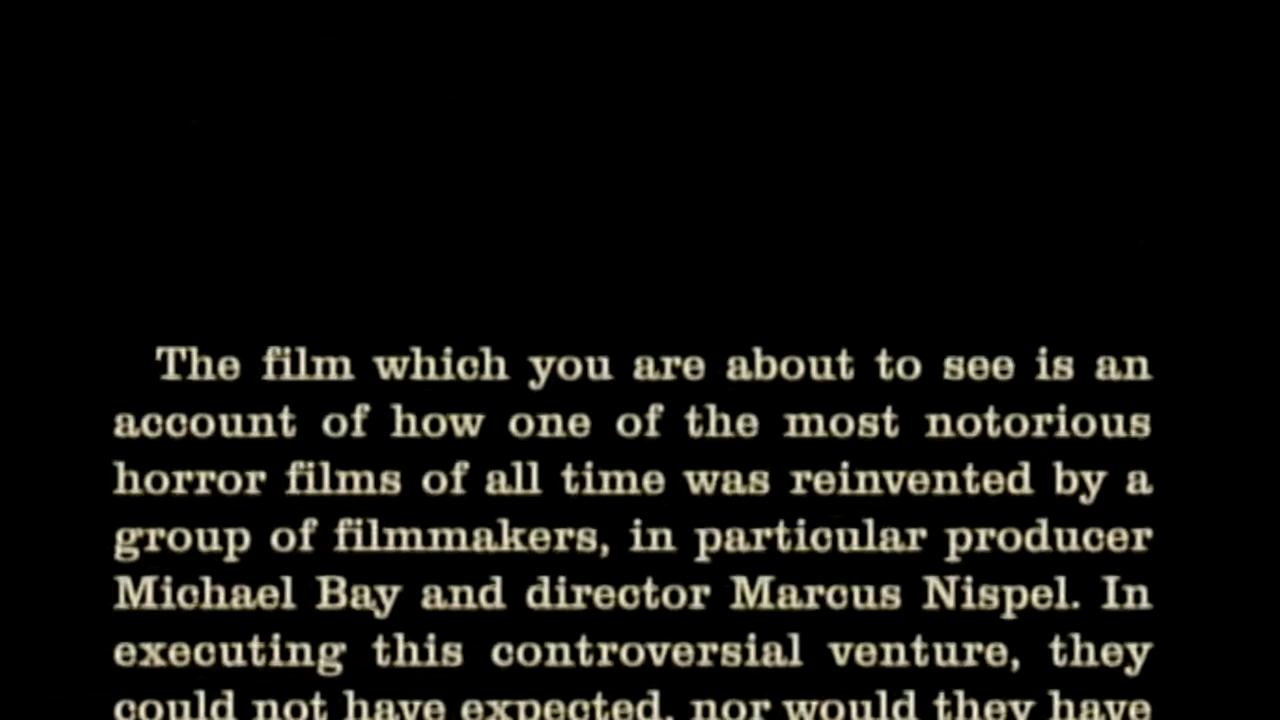 The film which you are about to see is an
account of how one of the most notorious
horror films of all time was reinvented by a
group of filmmakers, in particular producer
Michael Bay and director Marcus Nispel. In
executing this controversial venture, they
could not have expected, nor would they have